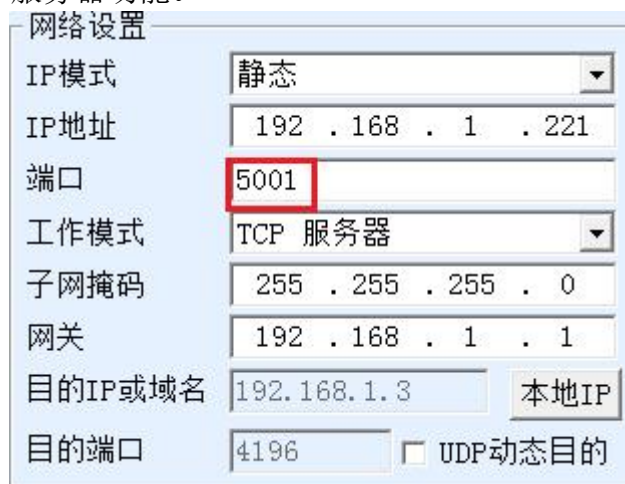 网络设置
IP模式 静态
IP地址 192 . 168 . 1 . 221
端口 5001
工作模式 TCP 服务器
子网掩码 255 . 255 . 255 . 0
网关 192 . 168 . 1 . 1
目的IP或域名 192.168.1.3 本地IP
目的端口 4196 UDP动态目的